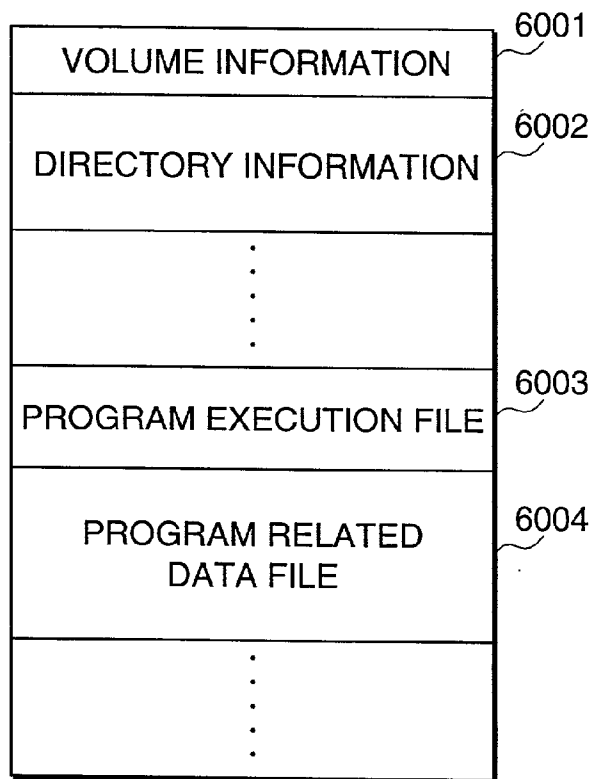 6001
VOLUME INFORMATION
6002
DIRECTORY INFORMATION
6003
PROGRAM EXECUTION FILE
6004
PROGRAM RELATED
DATA FILE